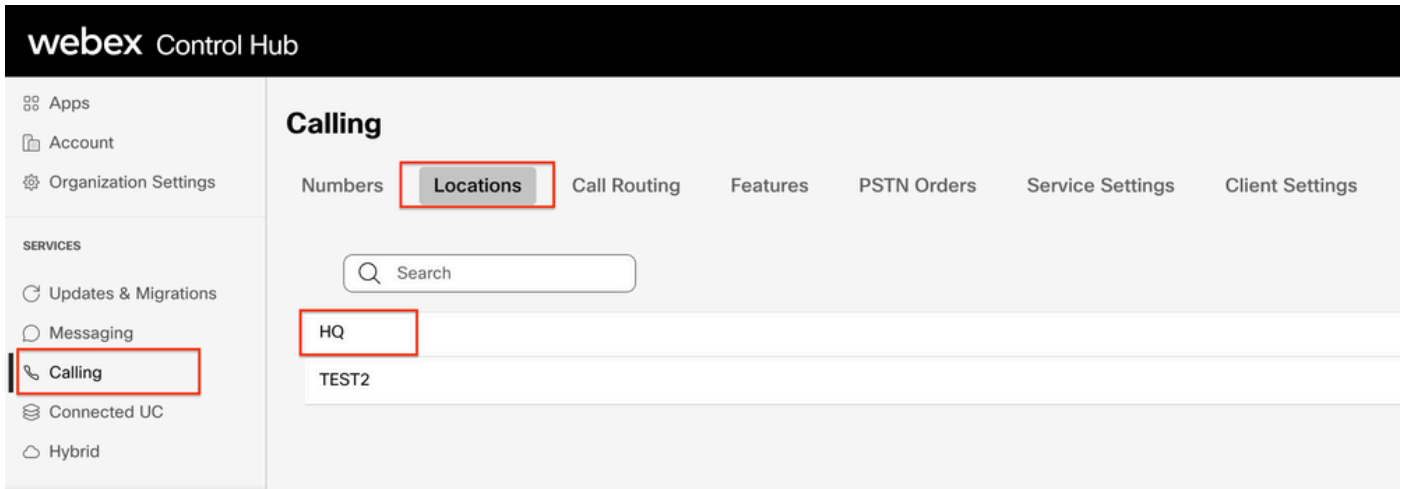 webex Control Hub
Apps
Account
Organization Settings
SERVICES
Updates & Migrations
Messaging
Calling
Connected UC
Hybrid
Calling
Numbers Locations Call Routing Features PSTN Orders Service Settings Client Settings
Search
HQ
TEST2